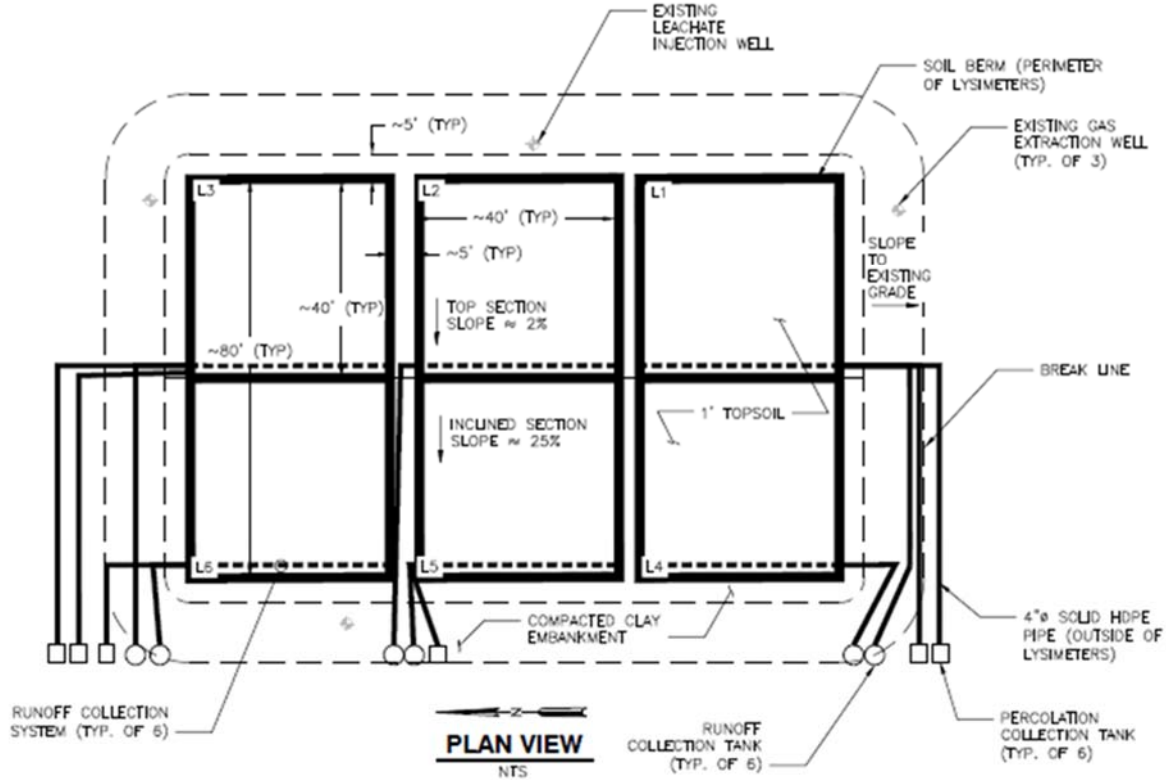 EXISTING
LEACHATE
INJECTION WELL
SOIL BERM (PERIMETER
OF LYSIMETERS)
~5' (TYP)
EXISTING GAS
EXTRACTION WELL
(TYP. OF 3)
L3
L2
L1
~40' (TYP)
~5' (TYP)
SLOPE
TO
EXISTING
GRADE
~40' (TYP)
TOP SECTION
SLOPE ≈ 2%
~80' (TYP)
BREAK LINE
1' TOPSOIL
INCLINED SECTION
SLOPE ≈ 25%
L6
L5
L4
COMPACTED CLAY
EMBANKMENT
4"ø SOLID HDPE
PIPE (OUTSIDE OF
LYSIMETERS)
RUNOFF COLLECTION
SYSTEM (TYP. OF 6)
N
PLAN VIEW
NTS
RUNOFF
COLLECTION TANK
(TYP. OF 6)
PERCOLATION
COLLECTION TANK
(TYP. OF 6)